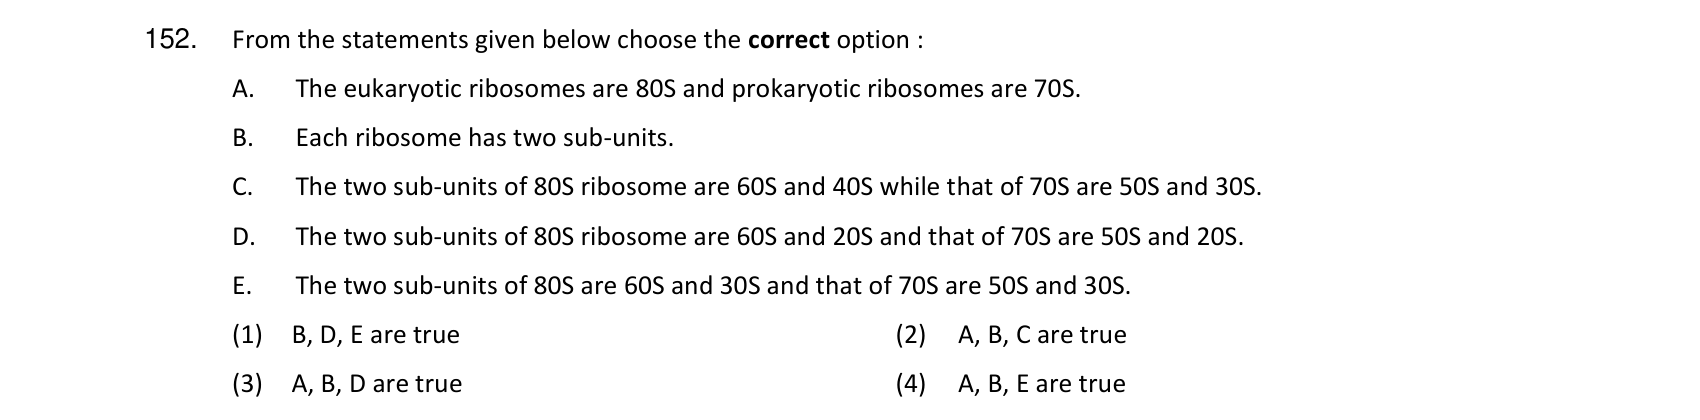 152. From the statements given below choose the correct option :
A. The eukaryotic ribosomes are 80S and prokaryotic ribosomes are 70S.
B. Each ribosome has two sub-units.
C. The two sub-units of 80S ribosome are 60S and 40S while that of 70S are 50S and 30S.
D. The two sub-units of 80S ribosome are 60S and 20S and that of 70S are 50S and 20S.
E. The two sub-units of 80S are 60S and 30S and that of 70S are 50S and 30S.
(1) B, D, E are true (2) A, B, C are true
(3) A, B, D are true (4) A, B, E are true